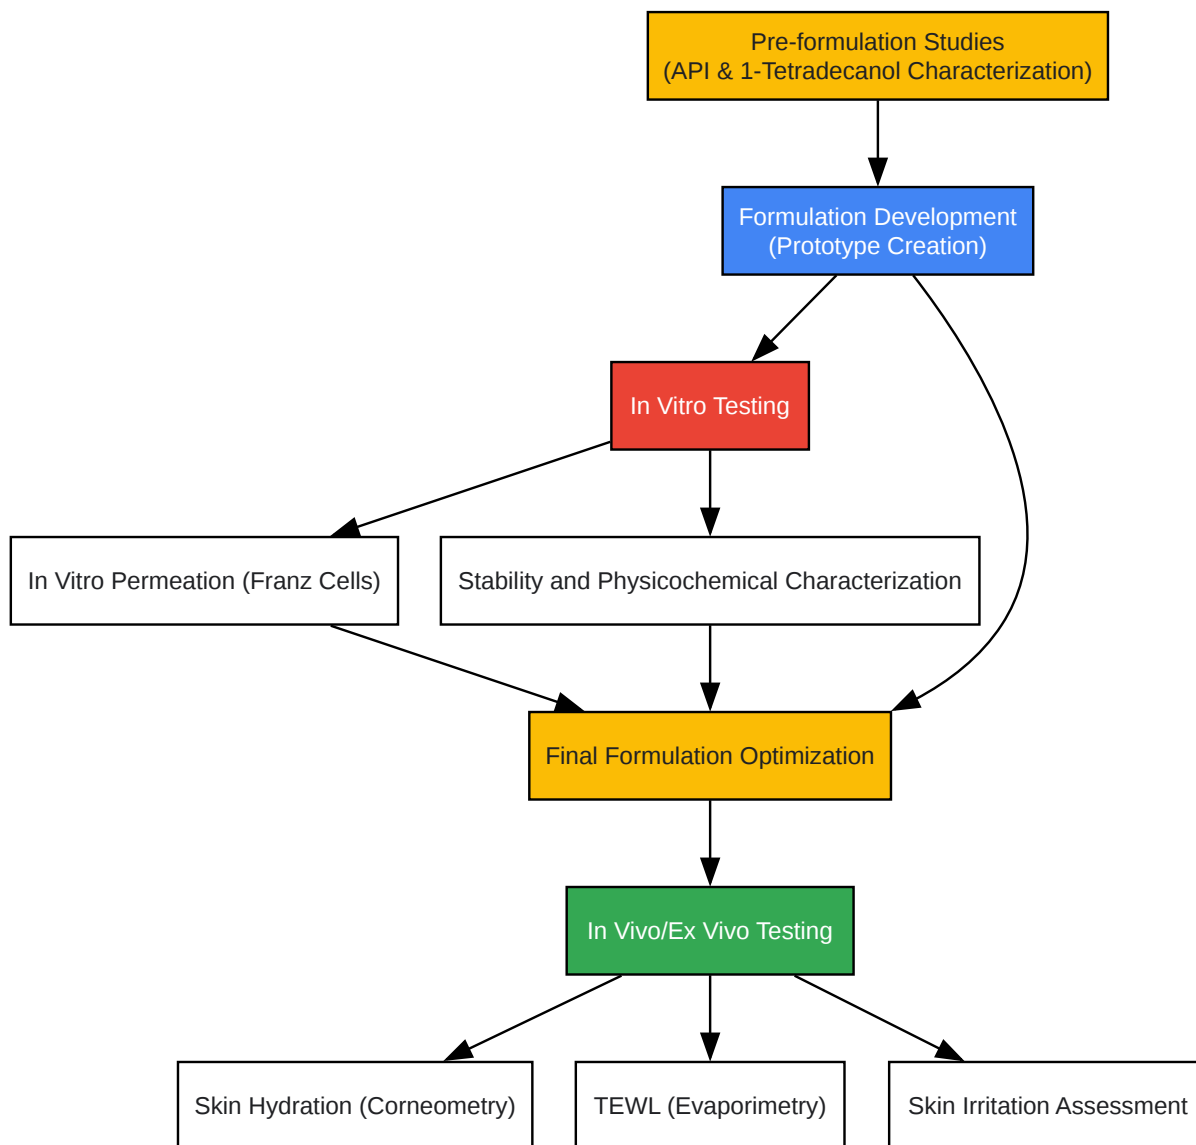 Pre-formulation Studies
(API & 1-Tetradecanol Characterization)
Formulation Development
(Prototype Creation)
In Vitro Testing
In Vitro Permeation (Franz Cells)
Stability and Physicochemical Characterization
Final Formulation Optimization
In Vivo/Ex Vivo Testing
Skin Hydration (Corneometry)
TEWL (Evaporimetry)
Skin Irritation Assessment